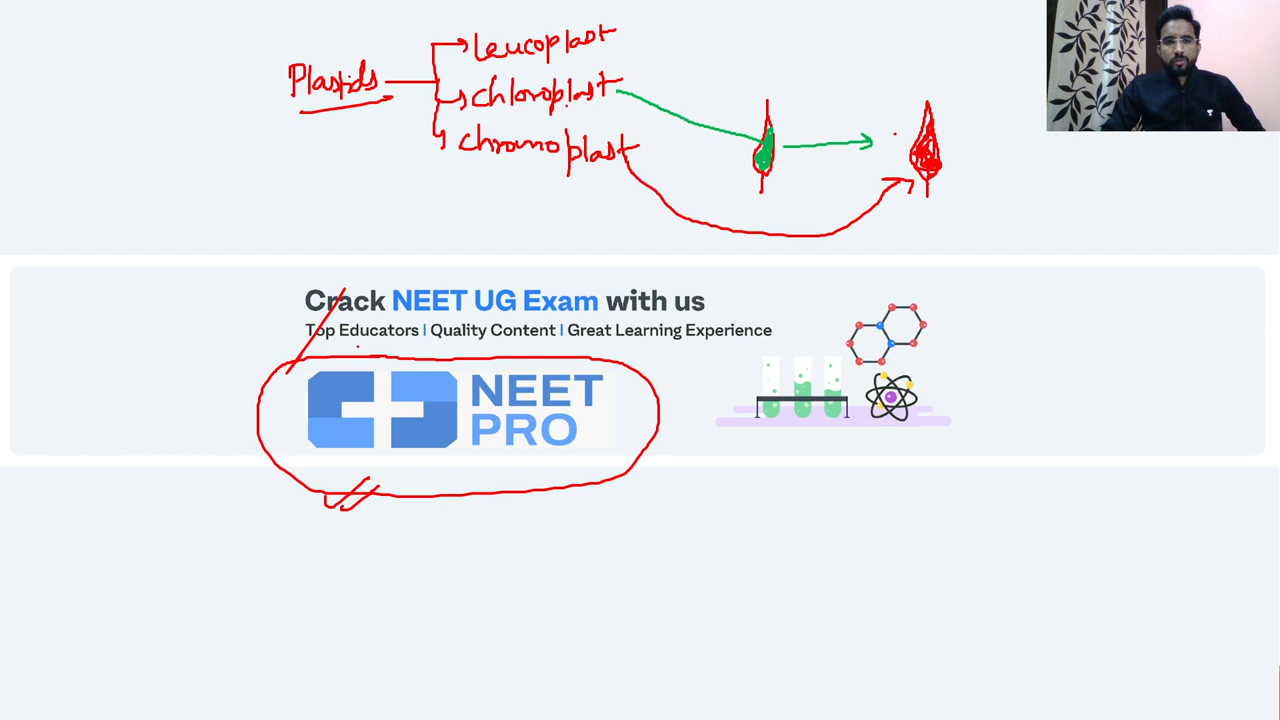 Plastids
Leucoplast
chloroplast
chromoplast
Crack NEET UG Exam with us
Top Educators | Quality Content | Great Learning Experience
NEET
PRO